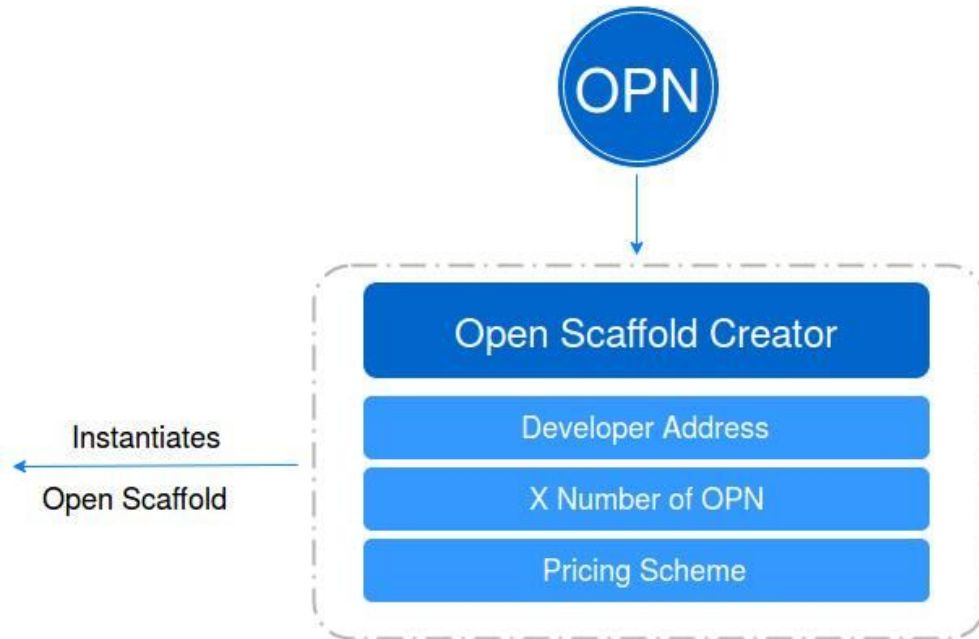 OPN
Open Scaffold Creator
Developer Address
Instantiates
X Number of OPN
Open Scaffold
Pricing Scheme